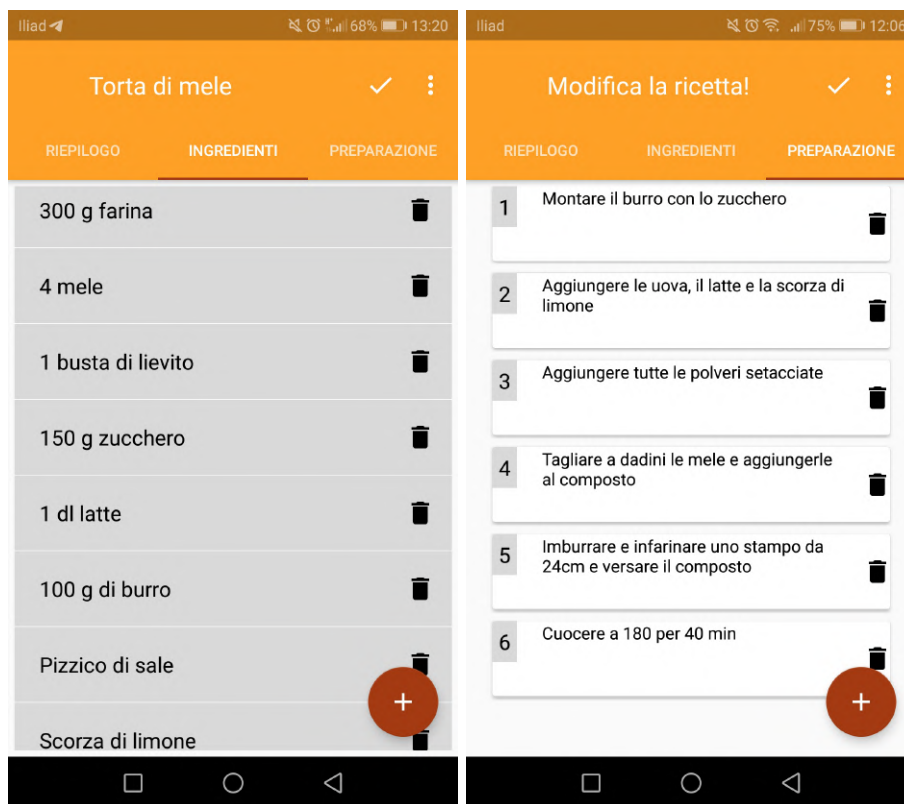 Iliad 68% 13:20
Torta di mele
RIEPILOGO INGREDIENTI PREPARAZIONE
300 g farina
4 mele
1 busta di lievito
150 g zucchero
1 dl latte
100 g di burro
Pizzico di sale
Scorza di limone
Iliad 75% 12:06
Modifica la ricetta!
RIEPILOGO INGREDIENTI PREPARAZIONE
1 Montare il burro con lo zucchero
2 Aggiungere le uova, il latte e la scorza di
limone
3 Aggiungere tutte le polveri setacciate
4 Tagliare a dadini le mele e aggiungerle
al composto
5 Imburrare e infarinare uno stampo da
24cm e versare il composto
6 Cuocere a 180 per 40 min